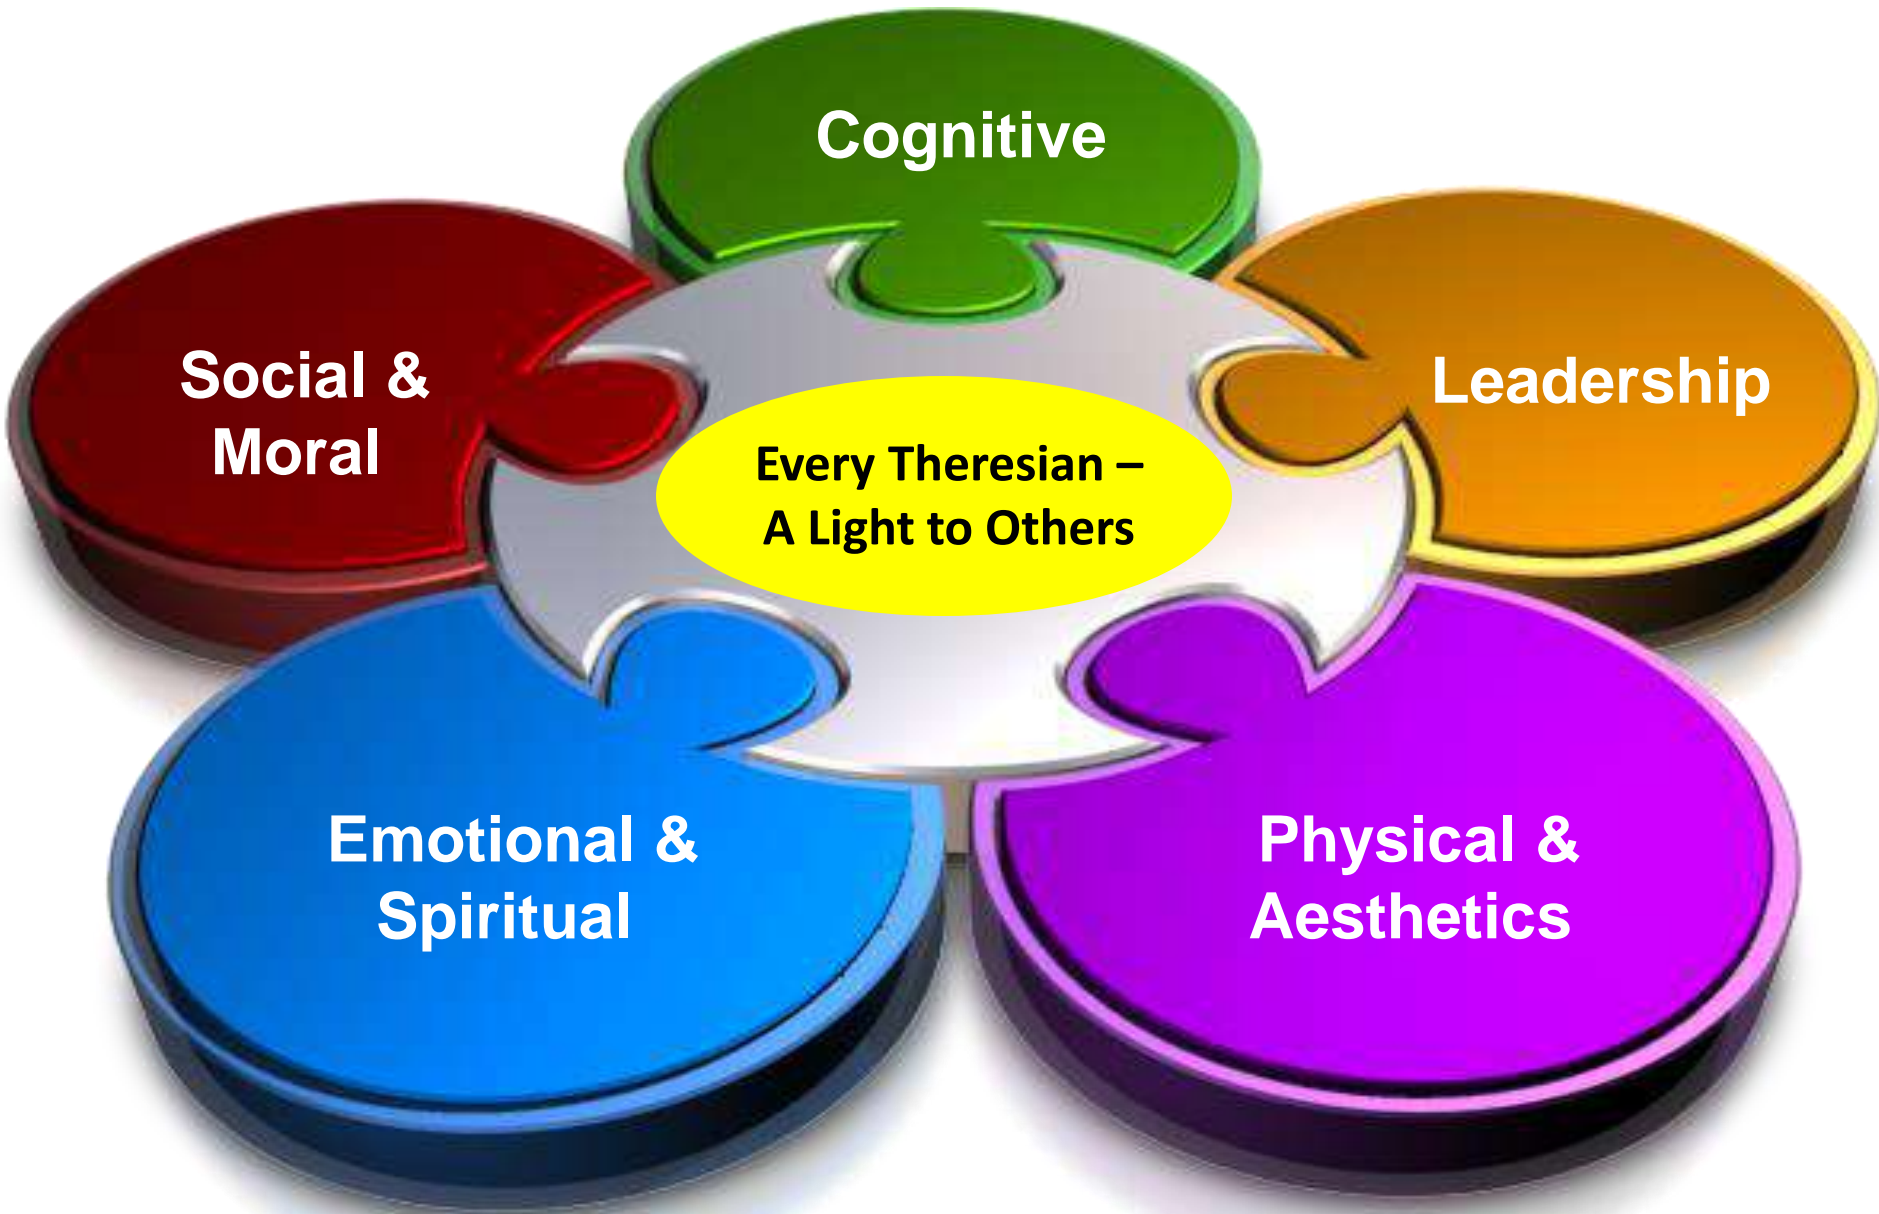 Cognitive
Social &
Moral
Leadership
Every Theresian –
A Light to Others
Emotional &
Spiritual
Physical &
Aesthetics